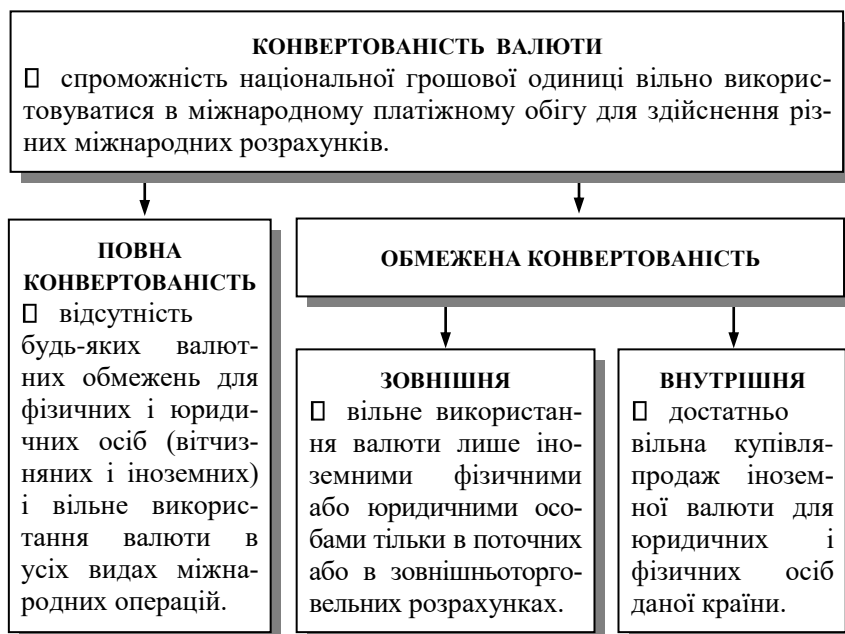 КОНВЕРТОВАНІСТЬ ВАЛЮТИ
спроможність національної грошової одиниці вільно викорис-
товуватися в міжнародному платіжному обігу для здійснення різ-
них міжнародних розрахунків.
ПОВНА
КОНВЕРТОВАНІСТЬ
відсутність
будь-яких валют-
них обмежень для
фізичних і юриди-
чних осіб (вітчиз-
няних і іноземних)
і вільне викорис-
тання валюти в
усіх видах міжна-
родних операцій.
ОБМЕЖЕНА КОНВЕРТОВАНІСТЬ
ЗОВНІШНЯ
вільне використан-
ня валюти лише іно-
земними фізичними
або юридичними осо-
бами тільки в поточних
або в зовнішньоторго-
вельних розрахунках.
ВНУТРІШНЯ
достатньо
вільна купівля-
продаж інозем-
ної валюти для
юридичних і
фізичних осіб
даної країни.